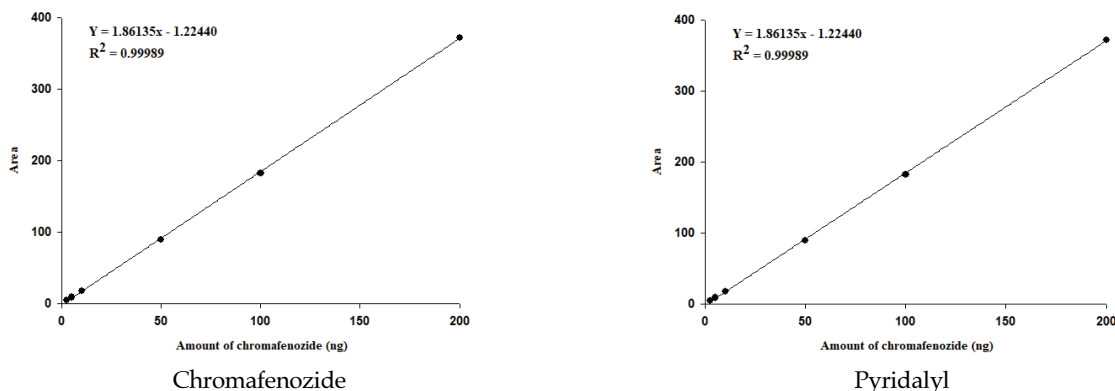 Y = 1.86135x - 1.22440
R2 = 0.99989
400
300
200
100
0
Area
0 50 100 150 200
Amount of chromafenozide (ng)
Chromafenozide
Y = 1.86135x - 1.22440
R2 = 0.99989
400
300
200
100
0
Area
0 50 100 150 200
Amount of chromafenozide (ng)
Pyridalyl